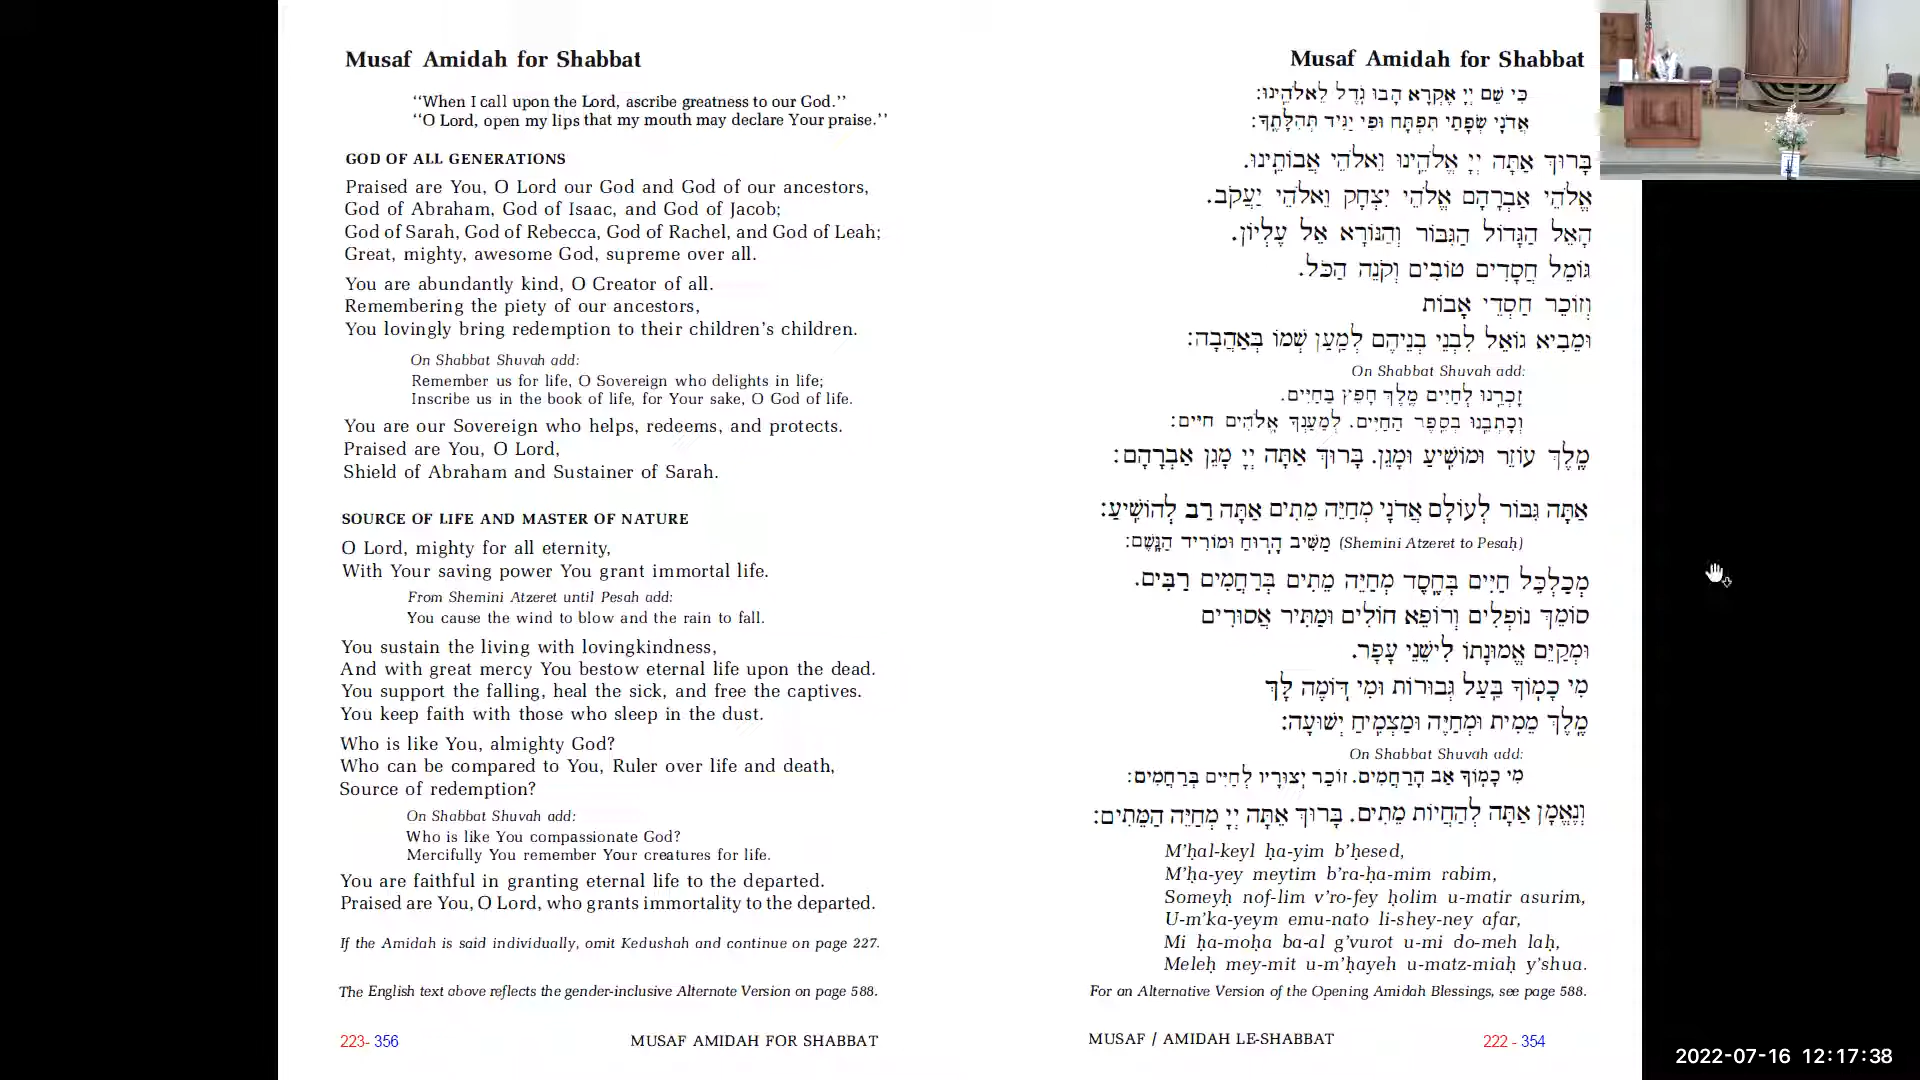 Musaf Amidah for Shabbat
‘‘When I call upon the Lord, ascribe greatness to our God.’’
‘‘O Lord, open my lips that my mouth may declare Your praise.’’
GOD OF ALL GENERATIONS
Praised are You, O Lord our God and God of our ancestors,
God of Abraham, God of Isaac, and God of Jacob;
God of Sarah, God of Rebecca, God of Rachel, and God of Leah;
Great, mighty, awesome God, supreme over all.
You are abundantly kind, O Creator of all.
Remembering the piety of our ancestors,
You lovingly bring redemption to their children’s children.
On Shabbat Shuvah add:
Remember us for life, O Sovereign who delights in life;
Inscribe us in the book of life, for Your sake, O God of life.
You are our Sovereign who helps, redeems, and protects.
Praised are You, O Lord,
Shield of Abraham and Sustainer of Sarah.
SOURCE OF LIFE AND MASTER OF NATURE
O Lord, mighty for all eternity,
With Your saving power You grant immortal life.
From Shemini Atzeret until Pesah add:
You cause the wind to blow and the rain to fall.
You sustain the living with lovingkindness,
And with great mercy You bestow eternal life upon the dead.
You support the falling, heal the sick, and free the captives.
You keep faith with those who sleep in the dust.
Who is like You, almighty God?
Who can be compared to You, Ruler over life and death,
Source of redemption?
On Shabbat Shuvah add:
Who is like You compassionate God?
Mercifully You remember Your creatures for life.
You are faithful in granting eternal life to the departed.
Praised are You, O Lord, who grants immortality to the departed.
If the Amidah is said individually, omit Kedushah and continue on page 227.
The English text above reflects the gender-inclusive Alternate Version on page 588.
223- 356 MUSAF AMIDAH FOR SHABBAT
Musaf Amidah for Shabbat
כִּי שֵׁם יְיָ אֶקְרָא הָבוּ גֹֽדֶל לֵאלֹהֵֽינוּ:
אֲדֹנָי שְׂפָתַי תִּפְתָּח וּפִי יַגִּיד תְּהִלָּתֶֽךָ:
בָּרוּךְ אַתָּה יְיָ אֱלֹהֵֽינוּ וֵאלֹהֵי אֲבוֹתֵֽינוּ.
אֱלֹהֵי אַבְרָהָם אֱלֹהֵי יִצְחָק וֵאלֹהֵי יַעֲקֹב.
הָאֵל הַגָּדוֹל הַגִּבּוֹר וְהַנּוֹרָא אֵל עֶלְיוֹן.
גּוֹמֵל חֲסָדִים טוֹבִים וְקֹנֵה הַכֹּל.
וְזוֹכֵר חַסְדֵי אָבוֹת
וּמֵבִיא גוֹאֵל לִבְנֵי בְנֵיהֶם לְמַֽעַן שְׁמוֹ בְּאַהֲבָה:
On Shabbat Shuvah add:
זָכְרֵֽנוּ לְחַיִּים מֶֽלֶךְ חָפֵץ בַּחַיִּים.
וְכָתְבֵֽנוּ בְּסֵֽפֶר הַחַיִּים. לְמַעַנְךָ אֱלֹהִים חַיִּים:
מֶֽלֶךְ עוֹזֵר וּמוֹשִֽׁיעַ וּמָגֵן. בָּרוּךְ אַתָּה יְיָ מָגֵן אַבְרָהָם:
אַתָּה גִּבּוֹר לְעוֹלָם אֲדֹנָי מְחַיֵּה מֵתִים אַתָּה רַב לְהוֹשִֽׁיעַ:
מַשִּׁיב הָרֽוּחַ וּמוֹרִיד הַגָּֽשֶׁם: (Shemini Atzeret to Pesaḥ)
מְכַלְכֵּל חַיִּים בְּחֶֽסֶד מְחַיֵּה מֵתִים בְּרַחֲמִים רַבִּים.
סוֹמֵךְ נוֹפְלִים וְרוֹפֵא חוֹלִים וּמַתִּיר אֲסוּרִים
וּמְקַיֵּם אֱמוּנָתוֹ לִישֵׁנֵי עָפָר.
מִי כָמֽוֹךָ בַּֽעַל גְּבוּרוֹת וּמִי דּֽוֹמֶה לָּךְ
מֶֽלֶךְ מֵמִית וּמְחַיֶּה וּמַצְמִֽיחַ יְשׁוּעָה:
On Shabbat Shuvah add:
מִי כָמֽוֹךָ אַב הָרַחֲמִים. זוֹכֵר יְצוּרָיו לְחַיִּים בְּרַחֲמִים:
וְנֶאֱמָן אַתָּה לְהַחֲיוֹת מֵתִים. בָּרוּךְ אַתָּה יְיָ מְחַיֵּה הַמֵּתִים:
M’ḥal-keyl ḥa-yim b’ḥesed,
M’ḥa-yey meytim b’ra-ḥa-mim rabim,
Someyḥ nof-lim v’ro-fey ḥolim u-matir asurim,
U-m’ka-yeym emu-nato li-shey-ney afar,
Mi ḥa-moḥa ba-al g’vurot u-mi do-meh laḥ,
Meleḥ mey-mit u-m’ḥayeh u-matz-miaḥ y’shua.
For an Alternative Version of the Opening Amidah Blessings, see page 588.
MUSAF / AMIDAH LE-SHABBAT 222 - 354
2022-07-16 12:17:38